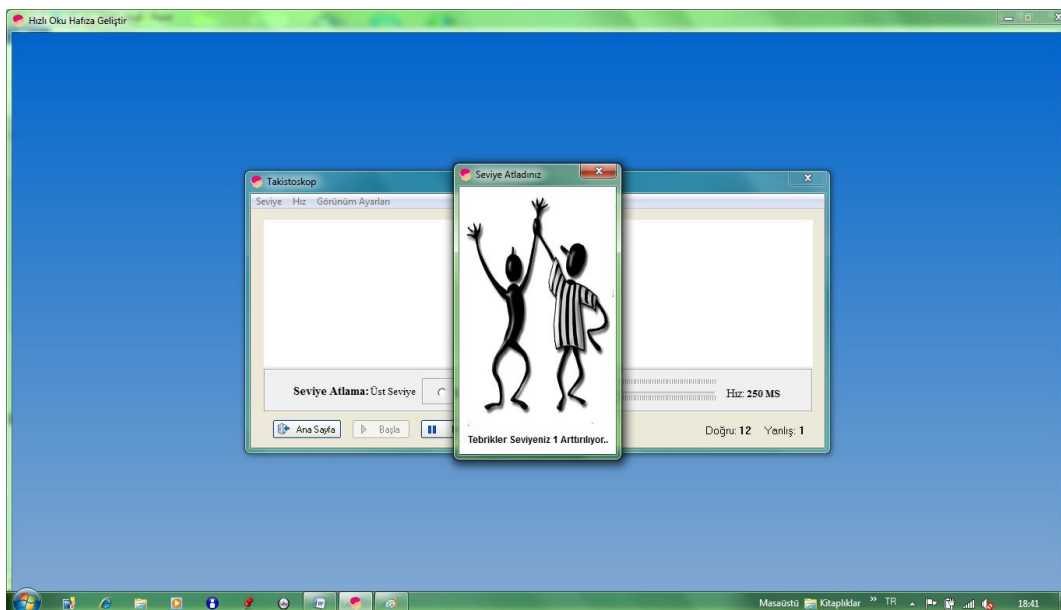 Hızlı Oku Hafıza Geliştir
Takistoskop
Seviye Atladınız
Seviye Hız Görünüm Ayarları
Seviye Atlama: Üst Seviye
Hız: 250 MS
Ana Sayfa
Başla
Doğru: 12 Yanlış: 1
Tebrikler Seviyeniz 1 Arttırılıyor..
Masaüstü Kitaplıklar » TR 18:41